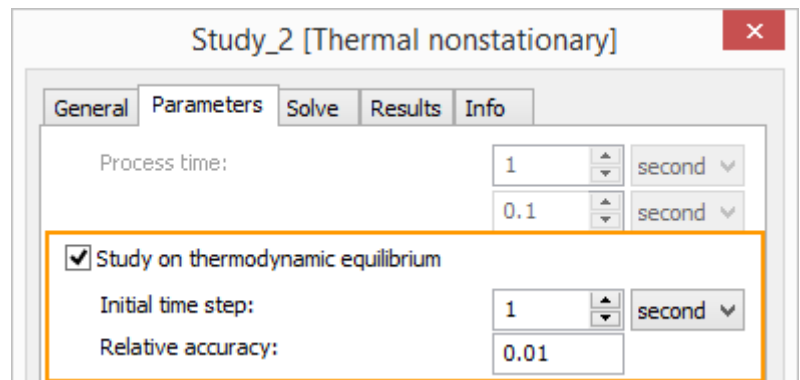 Study_2 [Thermal nonstationary]
General Parameters Solve Results Info
Process time: 1 second
0.1 second
Study on thermodynamic equilibrium
Initial time step: 1 second
Relative accuracy: 0.01